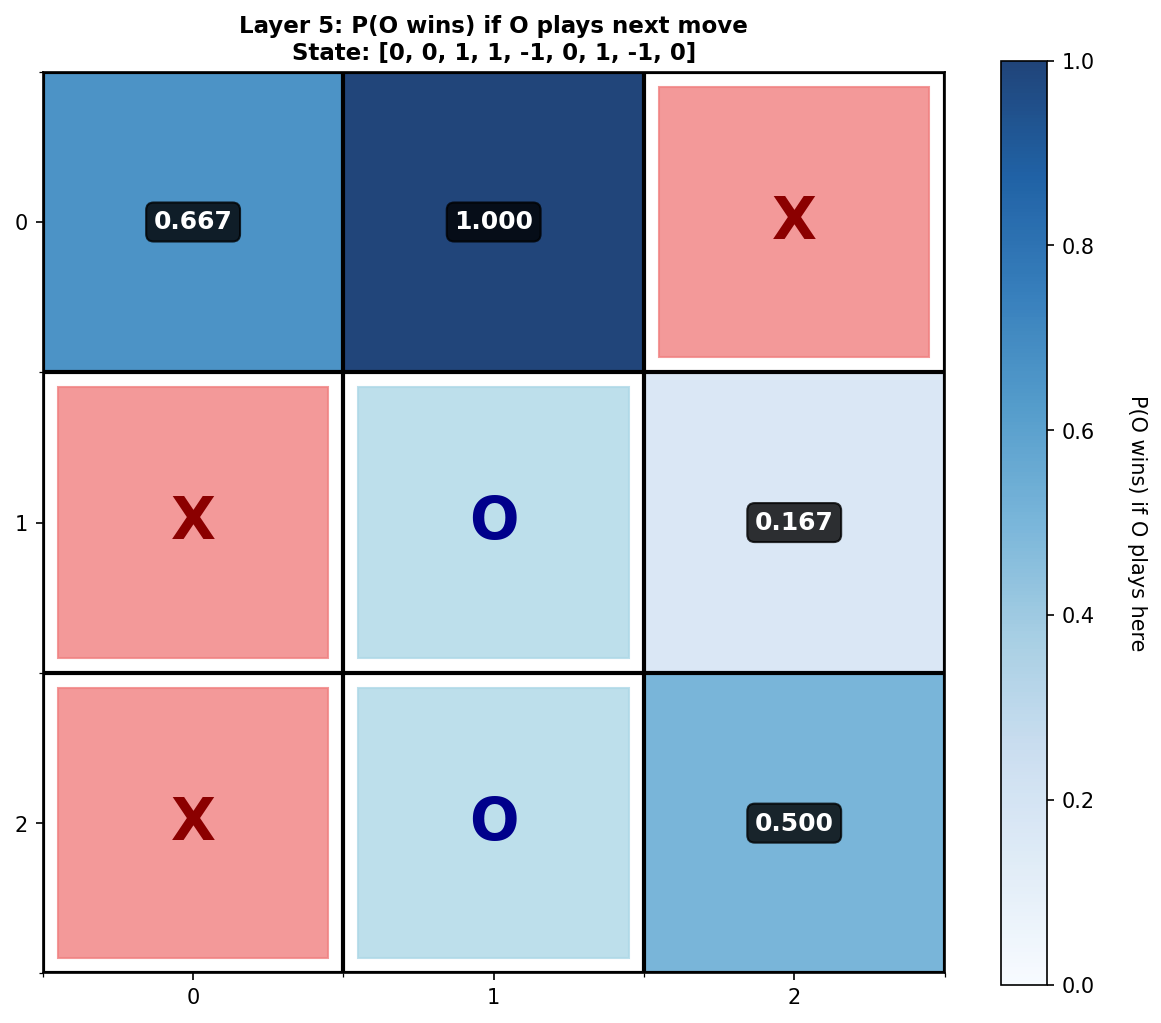 Layer 5: P(O wins) if O plays next move
State: [0, 0, 1, 1, -1, 0, 1, -1, 0]
0
0.667
1.000
X
1
X
O
0.167
2
X
O
0.500
0
1
2
1.0
0.8
0.6
0.4
0.2
0.0
P(O wins) if O plays here